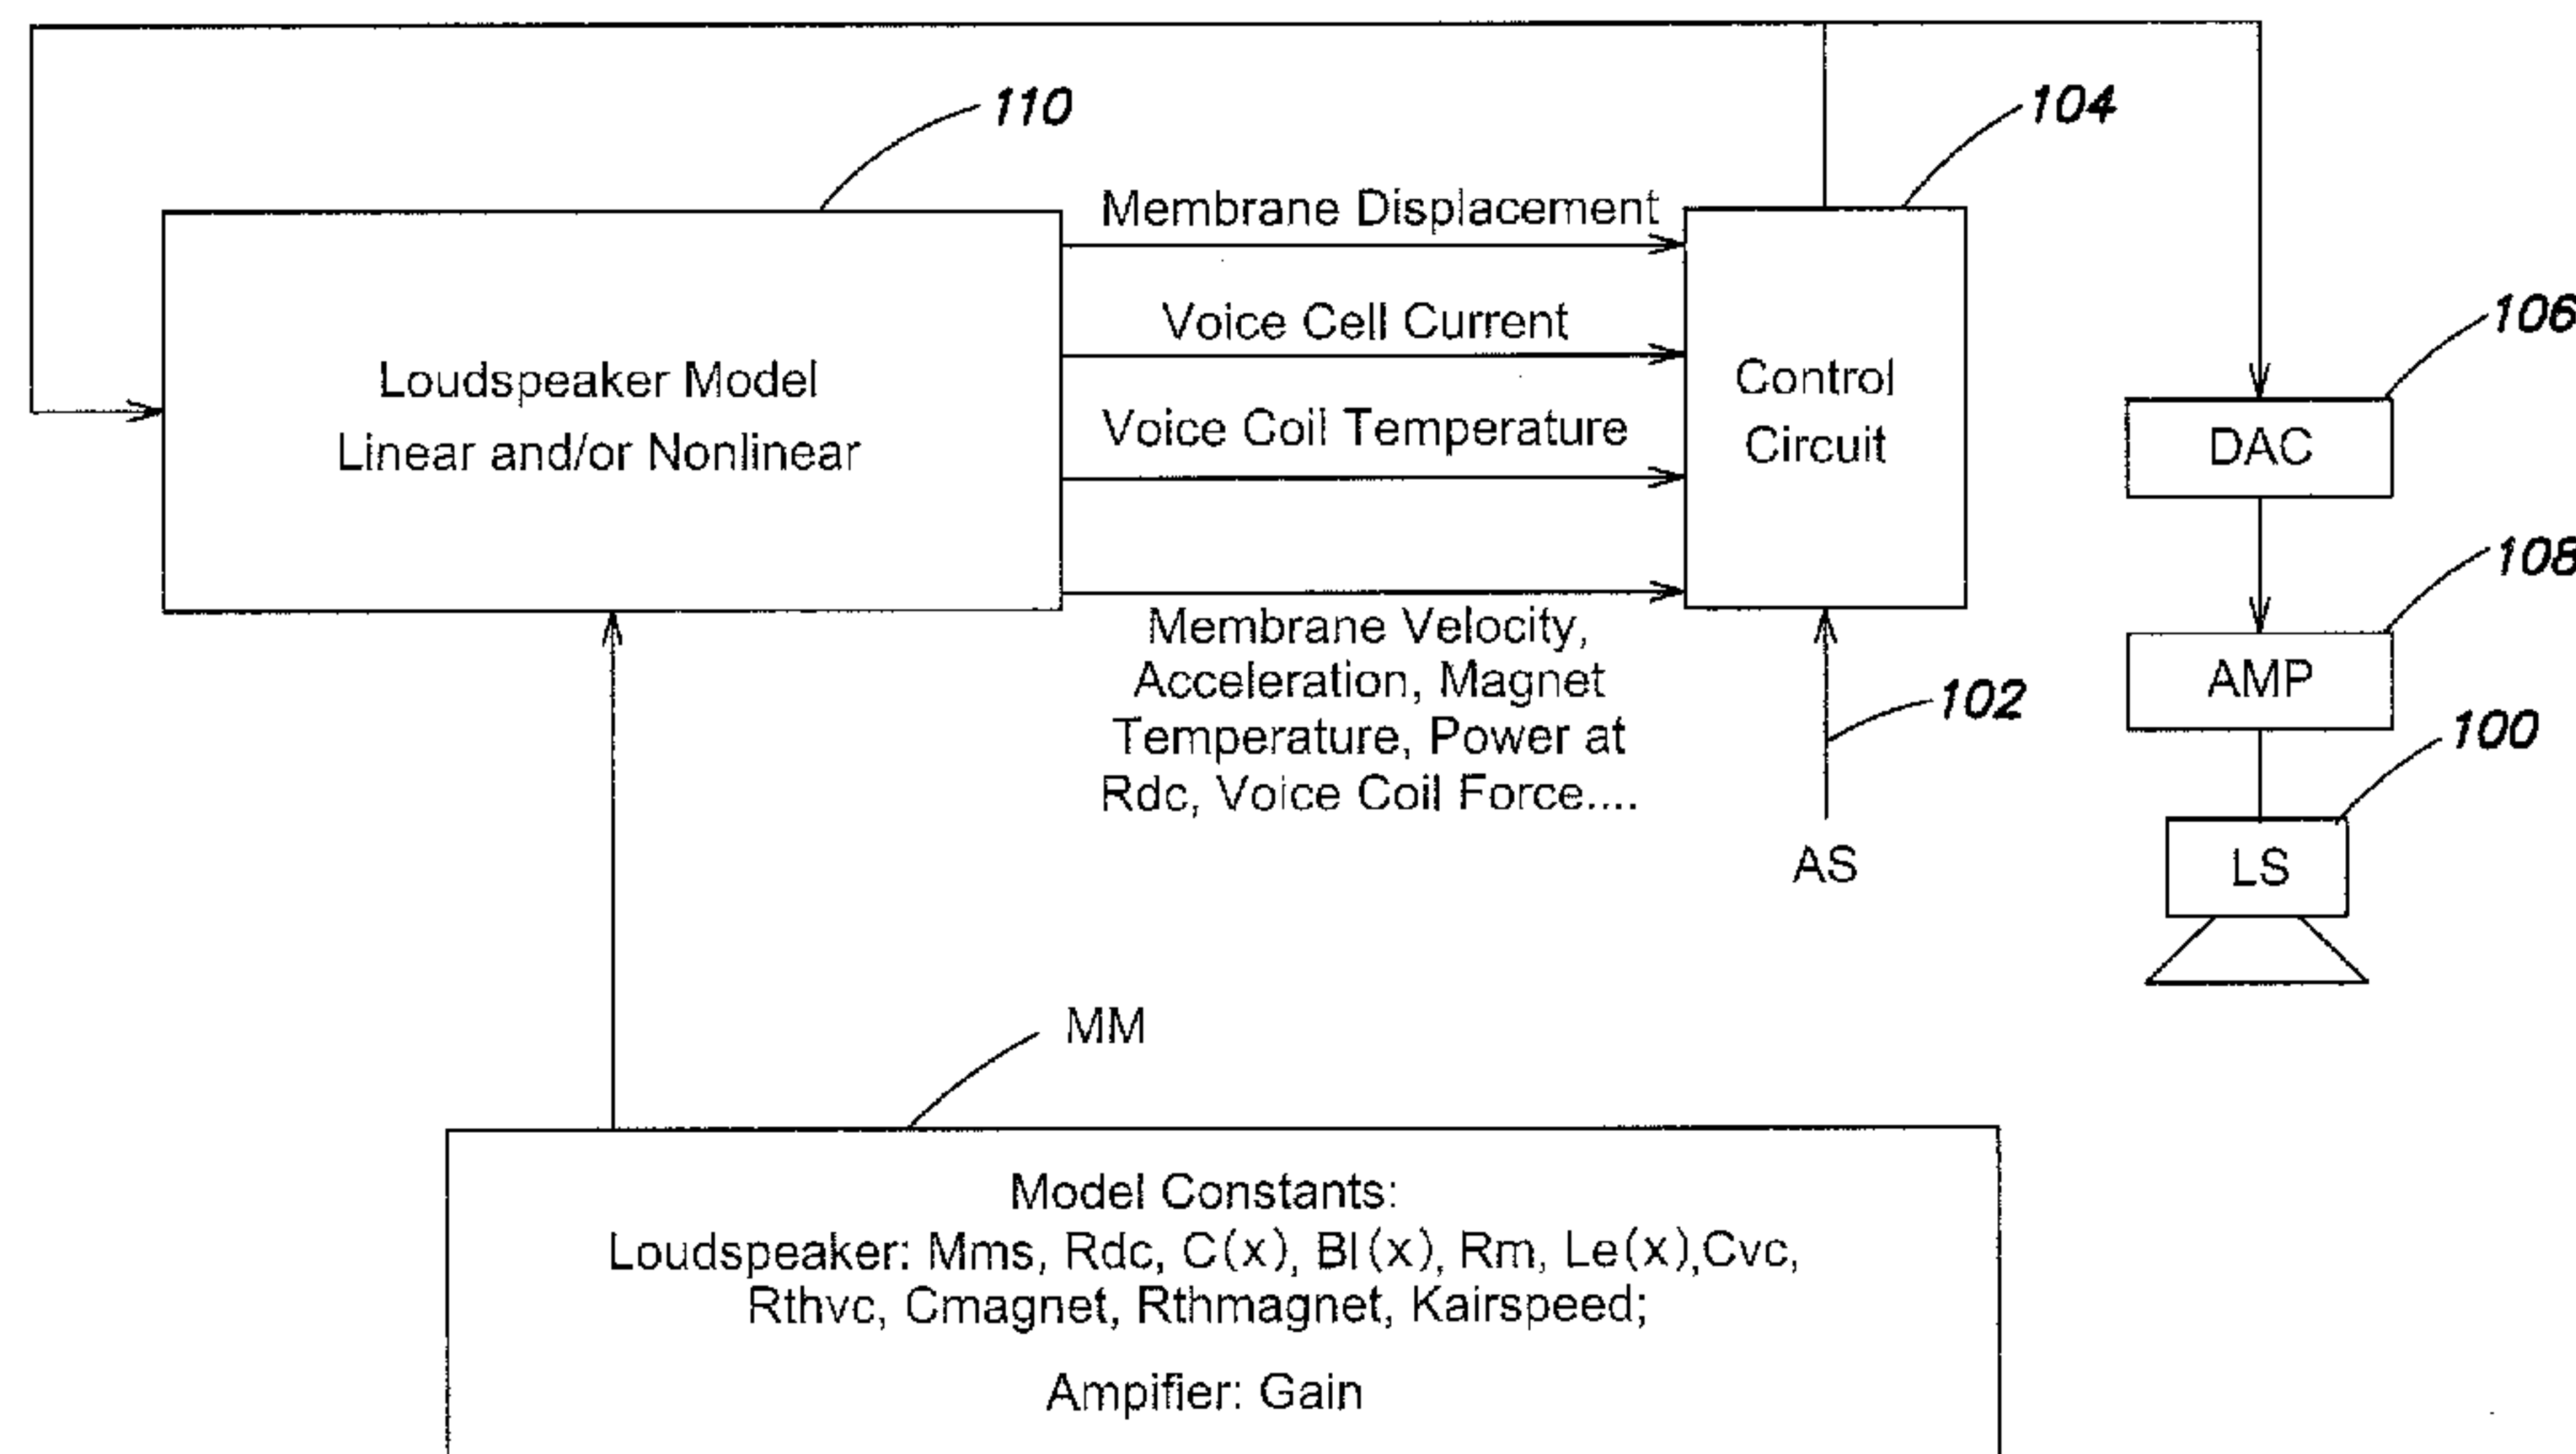 110
104
Membrane Displacement
106
Voice Cell Current
Loudspeaker Model
Linear and/or Nonlinear
Control
Circuit
Voice Coil Temperature
DAC
108
Membrane Velocity,
Acceleration, Magnet
Temperature, Power at
Rdc, Voice Coil Force....
102
AMP
100
AS
LS
MM
Model Constants:
Loudspeaker: Mms, Rdc, C(x), Bl(x), Rm, Le(x),Cvc,
Rthvc, Cmagnet, Rthmagnet, Kairspeed;
Ampifier: Gain